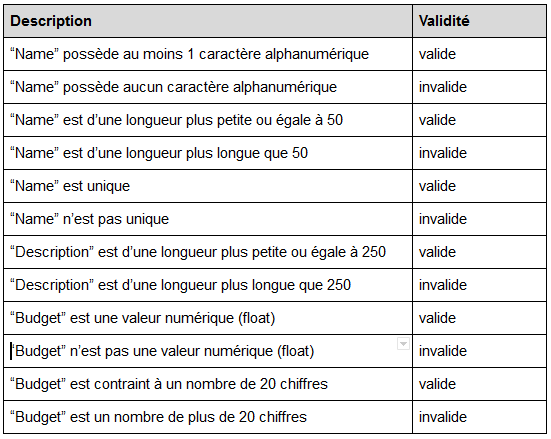 Description Validité
“Name” possède au moins 1 caractère alphanumérique valide
“Name” possède aucun caractère alphanumérique invalide
“Name” est d’une longueur plus petite ou égale à 50 valide
“Name” est d’une longueur plus longue que 50 invalide
“Name” est unique valide
“Name” n’est pas unique invalide
“Description” est d’une longueur plus petite ou égale à 250 valide
“Description” est d’une longueur plus longue que 250 invalide
“Budget” est une valeur numérique (float) valide
“Budget” n’est pas une valeur numérique (float) invalide
“Budget” est contraint à un nombre de 20 chiffres valide
“Budget” est un nombre de plus de 20 chiffres invalide